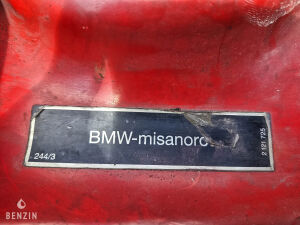 BMW-misanoro
244/3
2 121 725
BENZIN